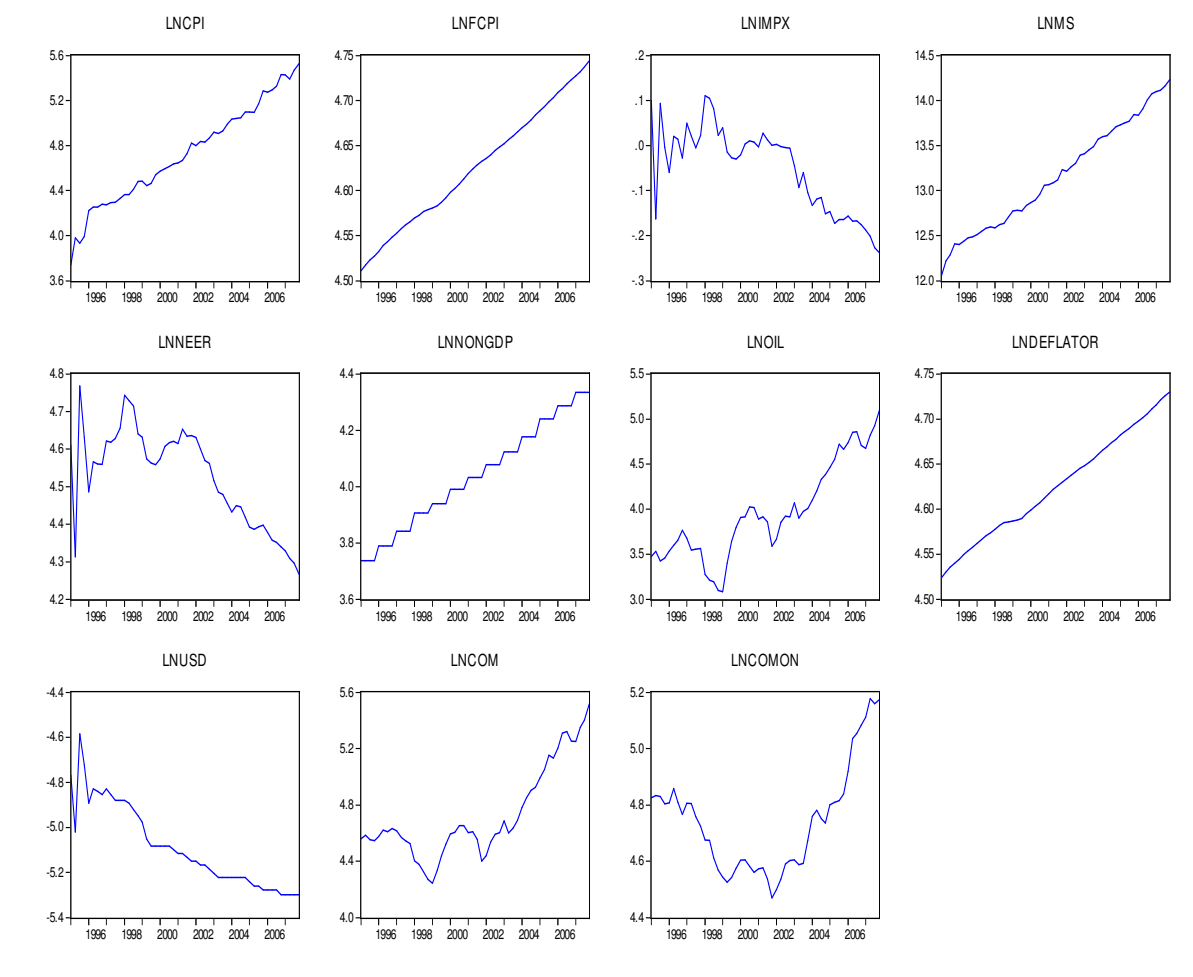 LNCPI LNFCPI LNIMPX LNMS
5.6 4.75 .2 14.5
5.2 4.70 .1 14.0
4.8 4.65 .0 13.5
4.4 4.60 -.1 13.0
4.0 4.55 -.2 12.5
3.6 4.50 -.3 12.0
1996 1998 2000 2002 2004 2006 1996 1998 2000 2002 2004 2006 1996 1998 2000 2002 2004 2006 1996 1998 2000 2002 2004 2006
LNNEER LNNONGDP LNOIL LNDEFLATOR
4.8 4.4 5.5 4.75
4.7 5.0 4.70
4.6 4.2 4.5 4.65
4.5 4.0 4.0 4.60
4.4 3.8 3.5 4.55
4.3
4.2 3.6 3.0 4.50
1996 1998 2000 2002 2004 2006 1996 1998 2000 2002 2004 2006 1996 1998 2000 2002 2004 2006 1996 1998 2000 2002 2004 2006
LNUSD LNCOM LNCOMON
-4.4 5.6 5.2
-4.6 5.2 5.0
-4.8 4.8 4.8
-5.0 4.4 4.6
-5.2
-5.4 4.0 4.4
1996 1998 2000 2002 2004 2006 1996 1998 2000 2002 2004 2006 1996 1998 2000 2002 2004 2006